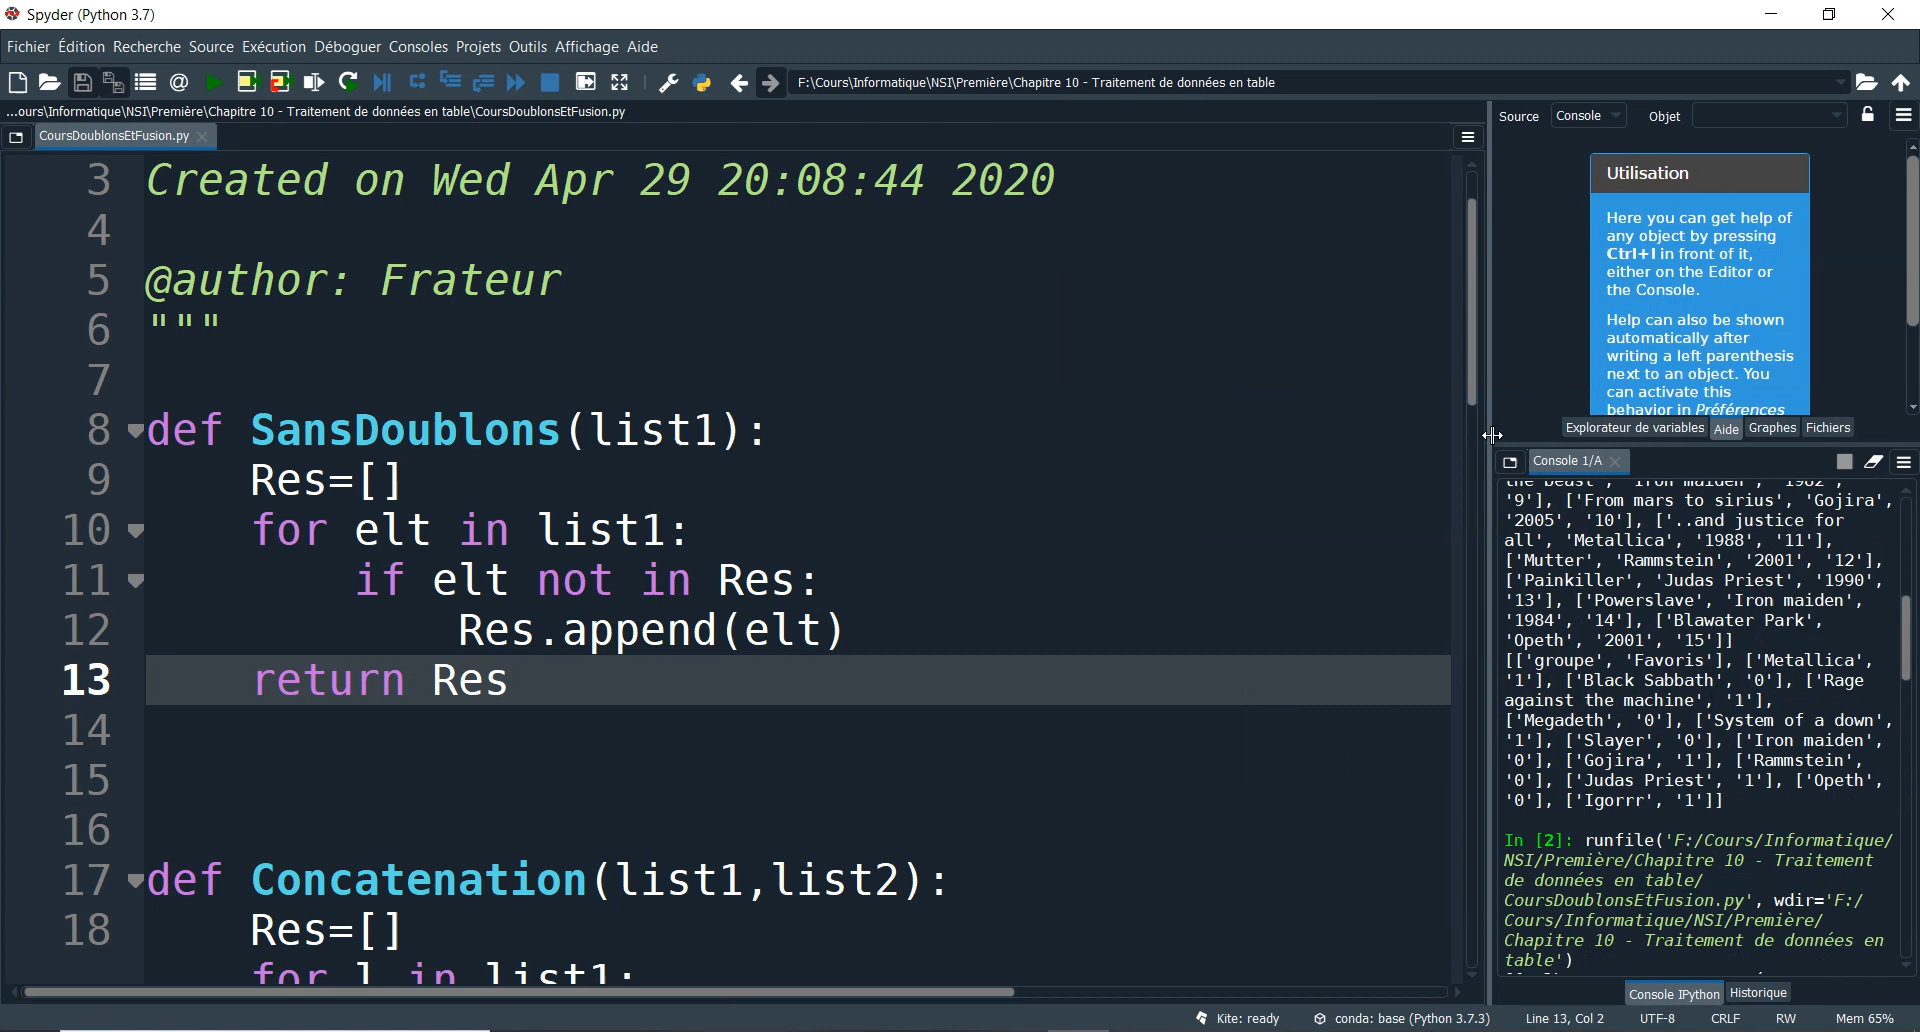 Spyder (Python 3.7)
Fichier Édition Recherche Source Exécution Déboguer Consoles Projets Outils Affichage Aide
F:\Cours\Informatique\NSI\Première\Chapitre 10 - Traitement de données en table
...ours\Informatique\NSI\Première\Chapitre 10 - Traitement de données en table\CoursDoublonsEtFusion.py
CoursDoublonsEtFusion.py
3 Created on Wed Apr 29 20:08:44 2020
4
5 @author: Frateur
6 """
7
8 def SansDoublons(list1):
9 Res=[]
10 for elt in list1:
11 if elt not in Res:
12 Res.append(elt)
13 return Res
14
15
16
17 def Concatenation(list1,list2):
18 Res=[]
for l in list1:
Source Console Objet
Utilisation
Here you can get help of
any object by pressing
Ctrl+I in front of it,
either on the Editor or
the Console.
Help can also be shown
automatically after
writing a left parenthesis
next to an object. You
can activate this
behavior in Préférences
Explorateur de variables Aide Graphes Fichiers
Console 1/A
the beast', 'Iron maiden', '1982',
'9'], ['From mars to sirius', 'Gojira',
'2005', '10'], ['..and justice for
all', 'Metallica', '1988', '11'],
['Mutter', 'Rammstein', '2001', '12'],
['Painkiller', 'Judas Priest', '1990',
'13'], ['Powerslave', 'Iron maiden',
'1984', '14'], ['Blawater Park',
'Opeth', '2001', '15']]
[['groupe', 'Favoris'], ['Metallica',
'1'], ['Black Sabbath', '0'], ['Rage
against the machine', '1'],
['Megadeth', '0'], ['System of a down',
'1'], ['Slayer', '0'], ['Iron maiden',
'0'], ['Gojira', '1'], ['Rammstein',
'0'], ['Judas Priest', '1'], ['Opeth',
'0'], ['Igorrr', '1']]
In [2]: runfile('F:/Cours/Informatique/
NSI/Première/Chapitre 10 - Traitement
de données en table/
CoursDoublonsEtFusion.py', wdir='F:/
Cours/Informatique/NSI/Première/
Chapitre 10 - Traitement de données en
table')
Console IPython Historique
Kite: ready conda: base (Python 3.7.3) Line 13, Col 2 UTF-8 CRLF RW Mem 65%